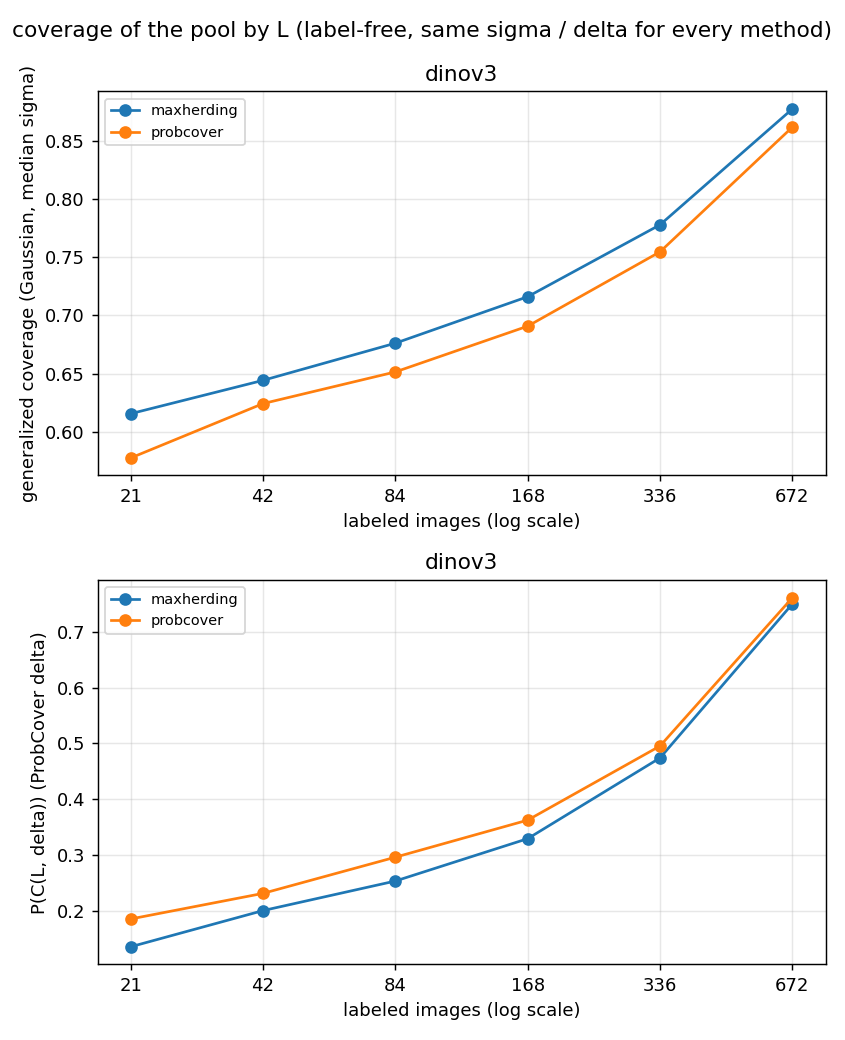 coverage of the pool by L (label-free, same sigma / delta for every method)
dinov3
generalized coverage (Gaussian, median sigma)
maxherding
probcover
0.85
0.80
0.75
0.70
0.65
0.60
21 42 84 168 336 672
labeled images (log scale)
dinov3
P(C(L, delta)) (ProbCover delta)
maxherding
probcover
0.7
0.6
0.5
0.4
0.3
0.2
21 42 84 168 336 672
labeled images (log scale)